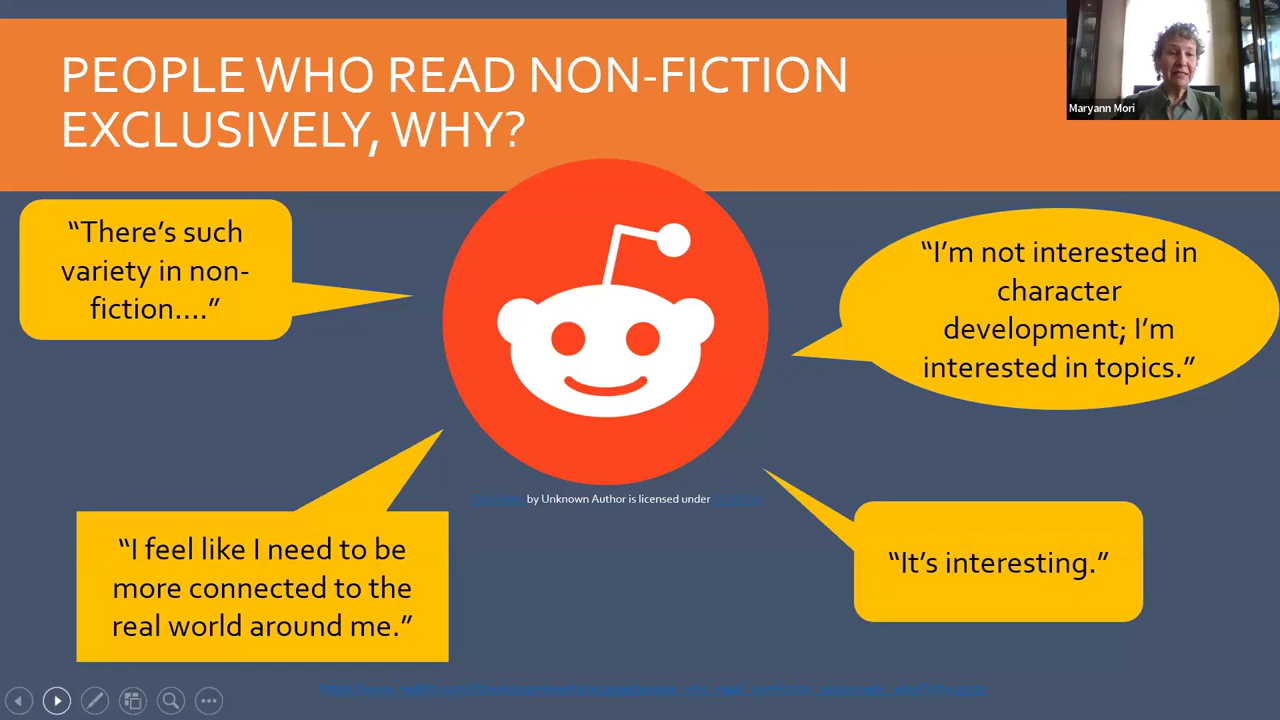 PEOPLE WHO READ NON-FICTION
EXCLUSIVELY, WHY?
Maryann Mori
“There’s such
variety in non-
fiction....”
“I’m not interested in
character
development; I’m
interested in topics.”
by Unknown Author is licensed under
“I feel like I need to be
more connected to the
real world around me.”
“It’s interesting.”